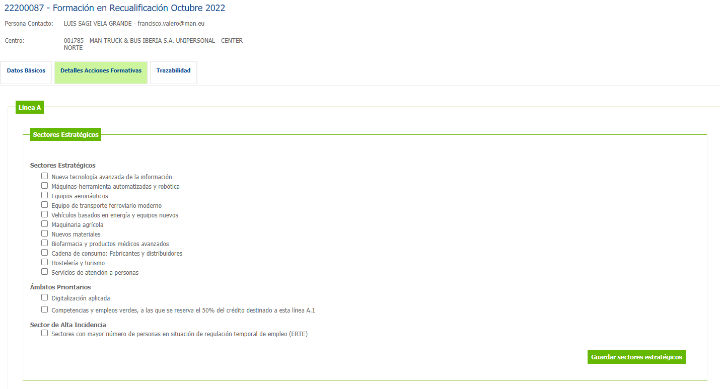 22200087 - Formación en Recualificación Octubre 2022
Persona Contacto: LUIS SAGI VELA GRANDE - francisco.valero@man.eu
Centro: 001785 - MAN TRUCK & BUS IBERIA S.A. UNIPERSONAL - CENTER
NORTE
Datos Básicos Detalles Acciones Formativas Trazabilidad
Línea A
Sectores Estratégicos
Sectores Estratégicos
Nueva tecnología avanzada de la información
Máquinas-herramienta automatizadas y robótica
Equipos aeronáuticos
Equipo de transporte ferroviario moderno
Vehículos basados en energía y equipos nuevos
Maquinaria agrícola
Nuevos materiales
Biofarmacia y productos médicos avanzados
Cadena de consumo: Fabricantes y distribuidores
Hostelería y turismo
Servicios de atención a personas
Ámbitos Prioritarios
Digitalización aplicada
Competencias y empleos verdes, a las que se reserva el 50% del crédito destinado a esta línea A.1
Sector de Alta Incidencia
Sectores con mayor número de personas en situación de regulación temporal de empleo (ERTE)
Guardar sectores estratégicos